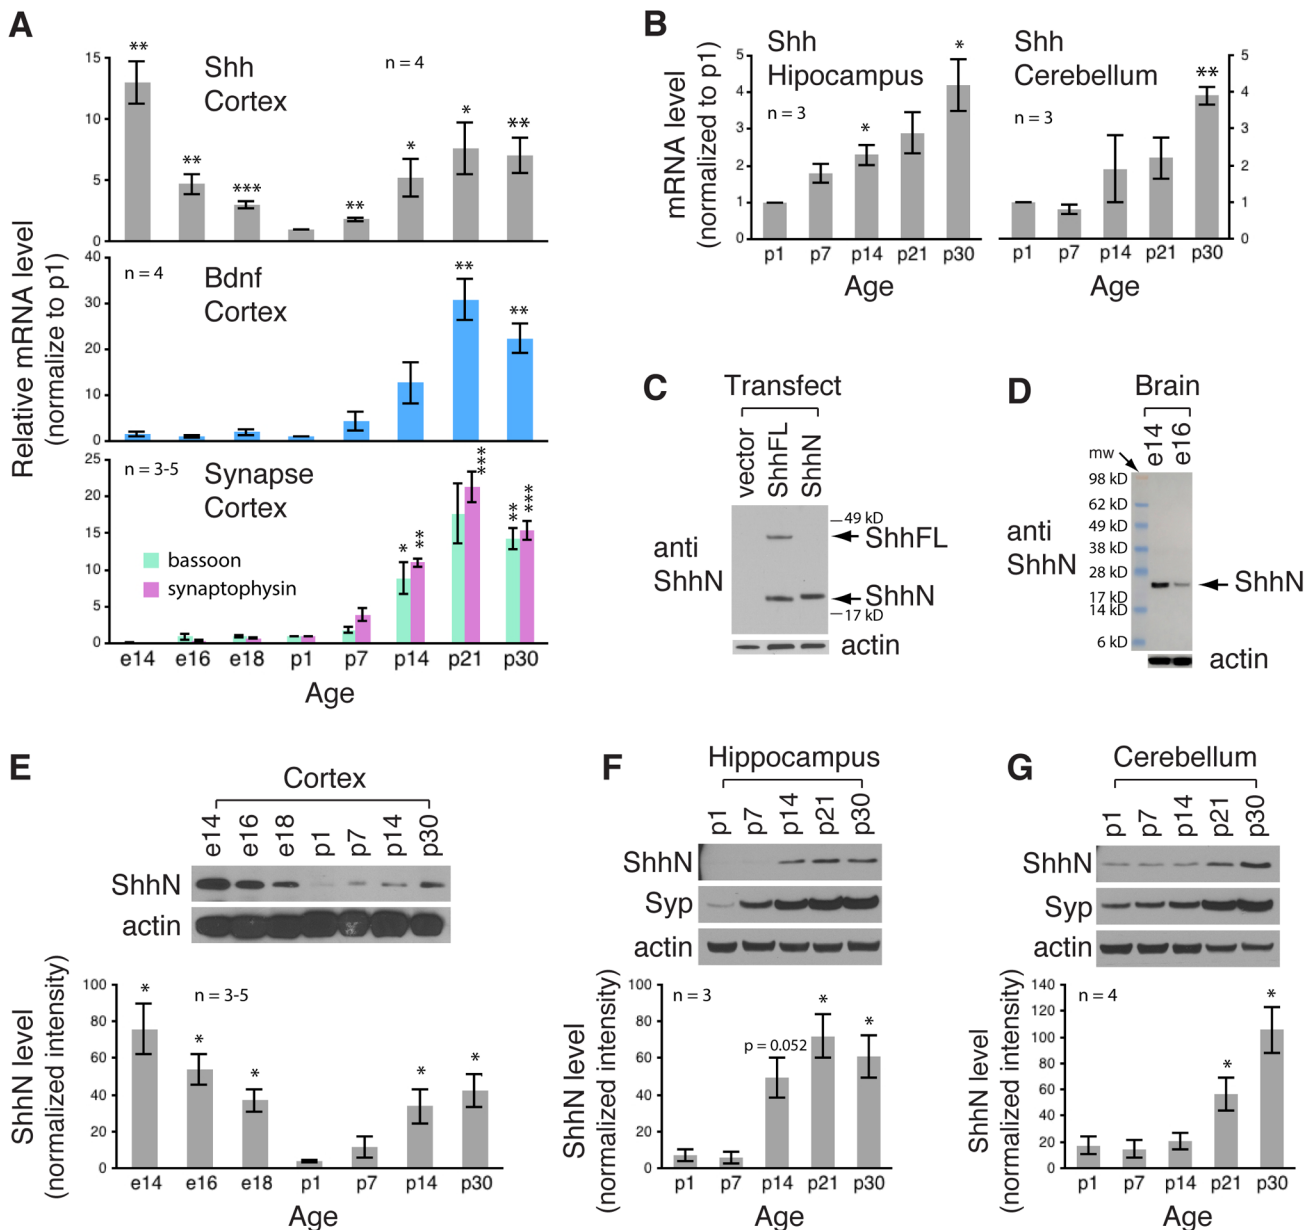 A
Shh
Cortex
n = 4
**
**
***
**
*
*
**
15
10
5
0
Bdnf
Cortex
n = 4
**
**
40
30
20
10
0
Synapse
Cortex
n = 3-5
bassoon
synaptophysin
*
**
***
**
***
25
20
15
10
5
0
e14 e16 e18 p1 p7 p14 p21 p30
Age
Relative mRNA level
(normalize to p1)
B
Shh
Hipocampus
n = 3
*
*
5
4
3
2
1
0
p1 p7 p14 p21 p30
Age
mRNA level
(normalized to p1)
Shh
Cerebellum
n = 3
**
5
4
3
2
1
0
p1 p7 p14 p21 p30
Age
C
Transfect
vector
ShhFL
ShhN
anti
ShhN
49 kD
ShhFL
ShhN
17 kD
actin
D
Brain
mw
e14
e16
98 kD
62 kD
49 kD
38 kD
28 kD
17 kD
14 kD
6 kD
anti
ShhN
ShhN
actin
E
Cortex
e14 e16 e18 p1 p7 p14 p30
ShhN
actin
n = 3-5
*
*
*
*
*
100
80
60
40
20
0
e14 e16 e18 p1 p7 p14 p30
Age
ShhN level
(normalized intensity)
F
Hippocampus
p1 p7 p14 p21 p30
ShhN
Syp
actin
n = 3
p = 0.052
*
*
100
80
60
40
20
0
p1 p7 p14 p21 p30
Age
ShhN level
(normalized intensity)
G
Cerebellum
p1 p7 p14 p21 p30
ShhN
Syp
actin
n = 4
*
*
140
120
100
80
60
40
20
0
p1 p7 p14 p21 p30
Age
ShhN level
(normalized intensity)